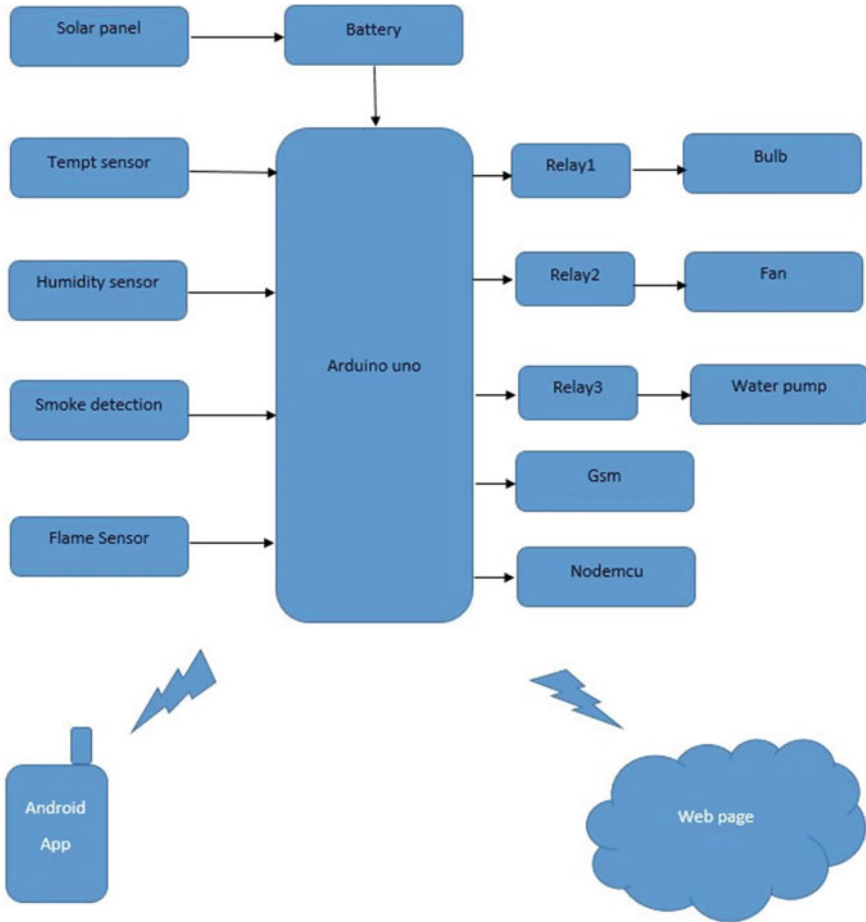 Solar panel
Battery
Tempt sensor
Relay1
Bulb
Humidity sensor
Relay2
Fan
Arduino uno
Smoke detection
Relay3
Water pump
Gsm
Flame Sensor
Nodemcu
Android
App
Web page